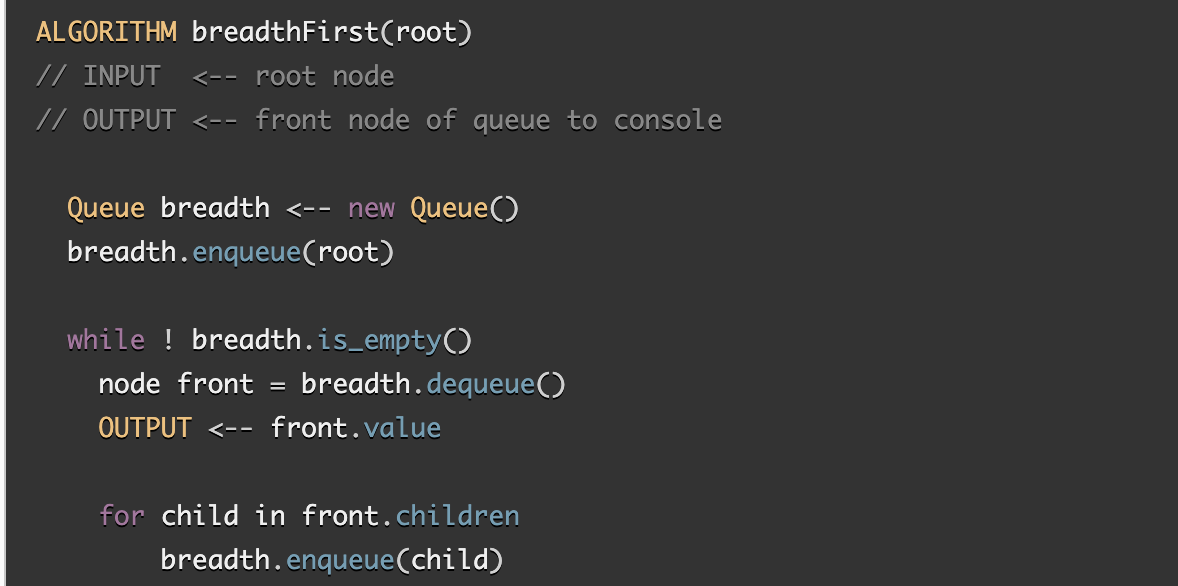 ALGORITHM breadthFirst(root)
// INPUT  <-- root node
// OUTPUT <-- front node of queue to console

  Queue breadth <-- new Queue()
  breadth.enqueue(root)

  while ! breadth.is_empty()
    node front = breadth.dequeue()
    OUTPUT <-- front.value

    for child in front.children
        breadth.enqueue(child)